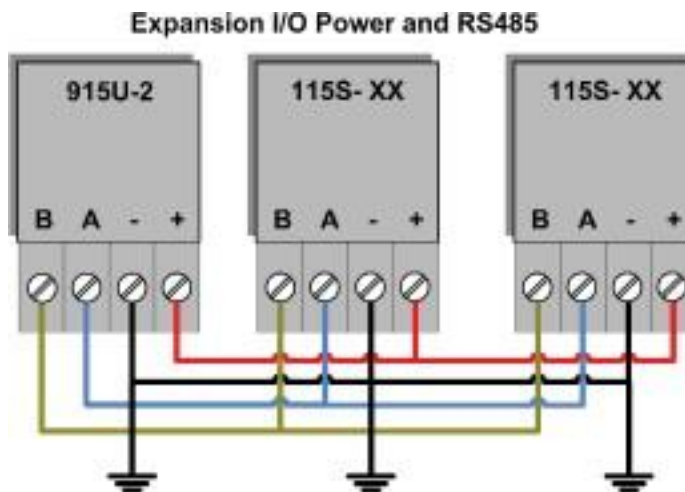 Expansion I/O Power and RS485
915U-2
115S- XX
115S- XX
B A - +
B A - +
B A - +